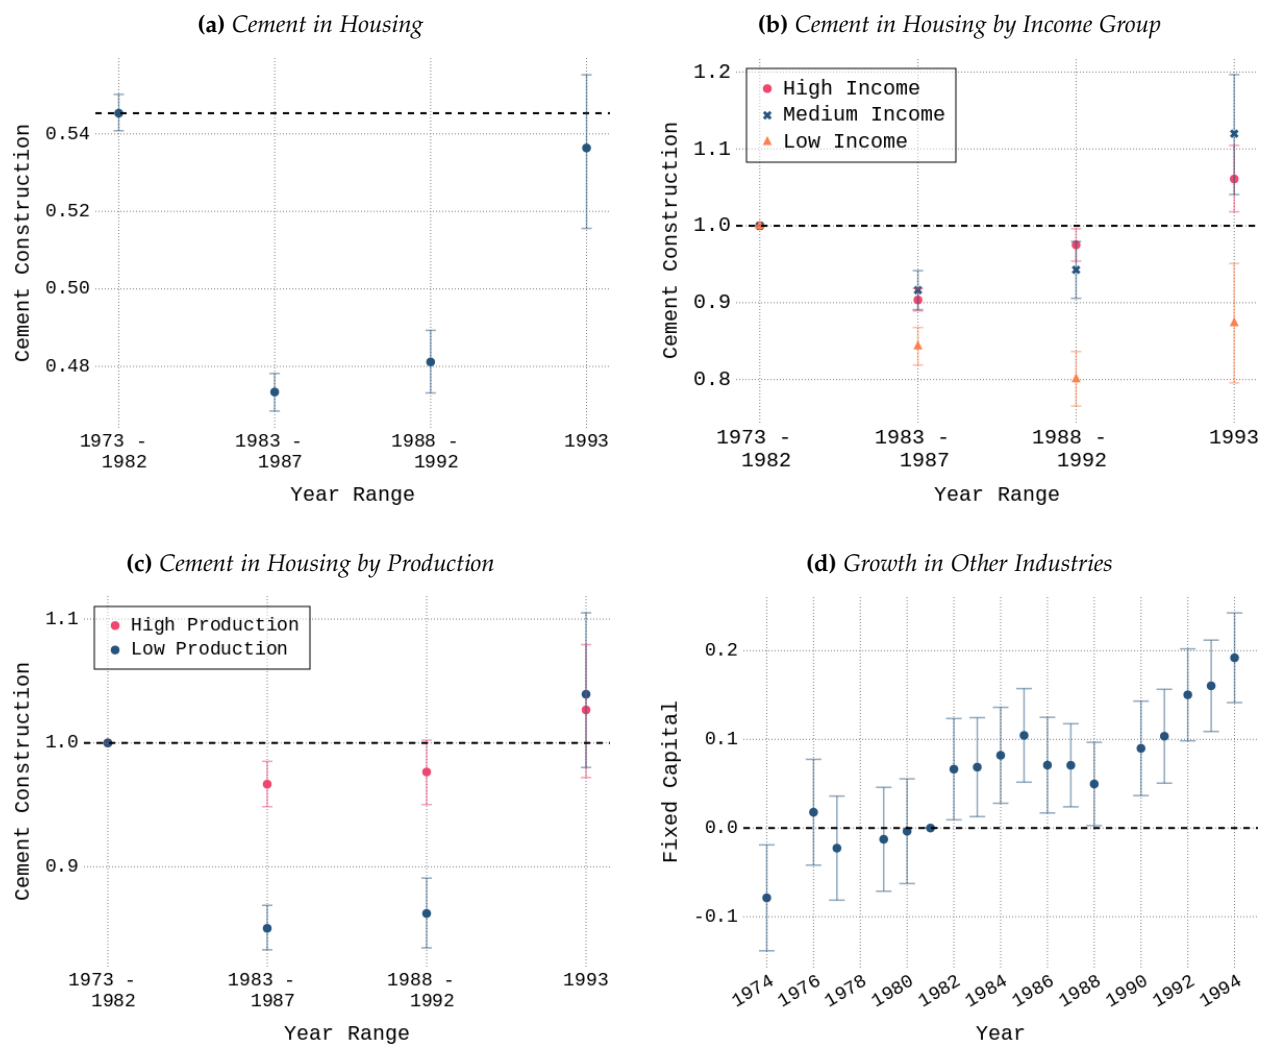 (a) Cement in Housing
Cement Construction
0.54
0.52
0.50
0.48
1973 -
1982
1983 -
1987
1988 -
1992
1993
Year Range
(b) Cement in Housing by Income Group
Cement Construction
1.2
1.1
1.0
0.9
0.8
High Income
Medium Income
Low Income
1973 -
1982
1983 -
1987
1988 -
1992
1993
Year Range
(c) Cement in Housing by Production
Cement Construction
1.1
1.0
0.9
High Production
Low Production
1973 -
1982
1983 -
1987
1988 -
1992
1993
Year Range
(d) Growth in Other Industries
Fixed Capital
0.2
0.1
0.0
-0.1
1974
1976
1978
1980
1982
1984
1986
1988
1990
1992
1994
Year